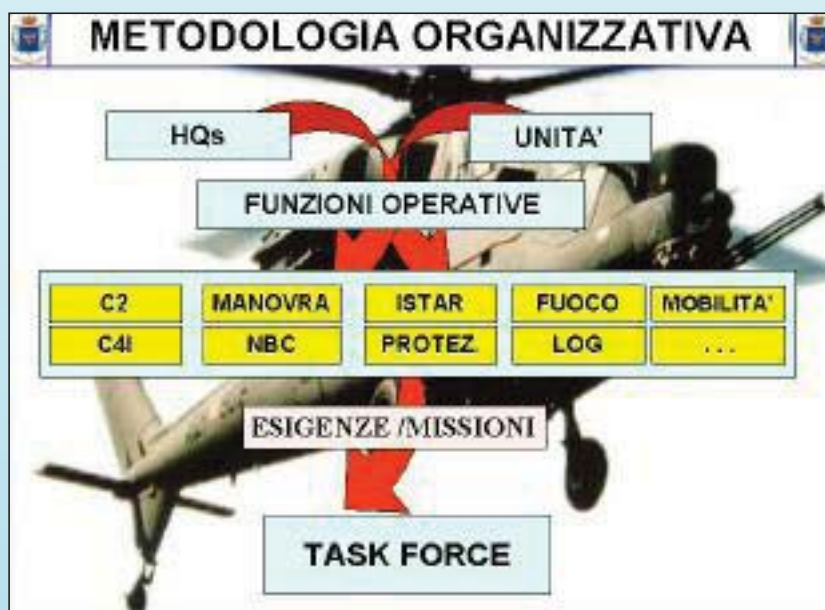 METODOLOGIA ORGANIZZATIVA
HQs
UNITA'
FUNZIONI OPERATIVE
C2 MANOVRA ISTAR FUOCO MOBILITA'
C4I NBC PROTEZ. LOG ...
ESIGENZE /MISSIONI
TASK FORCE